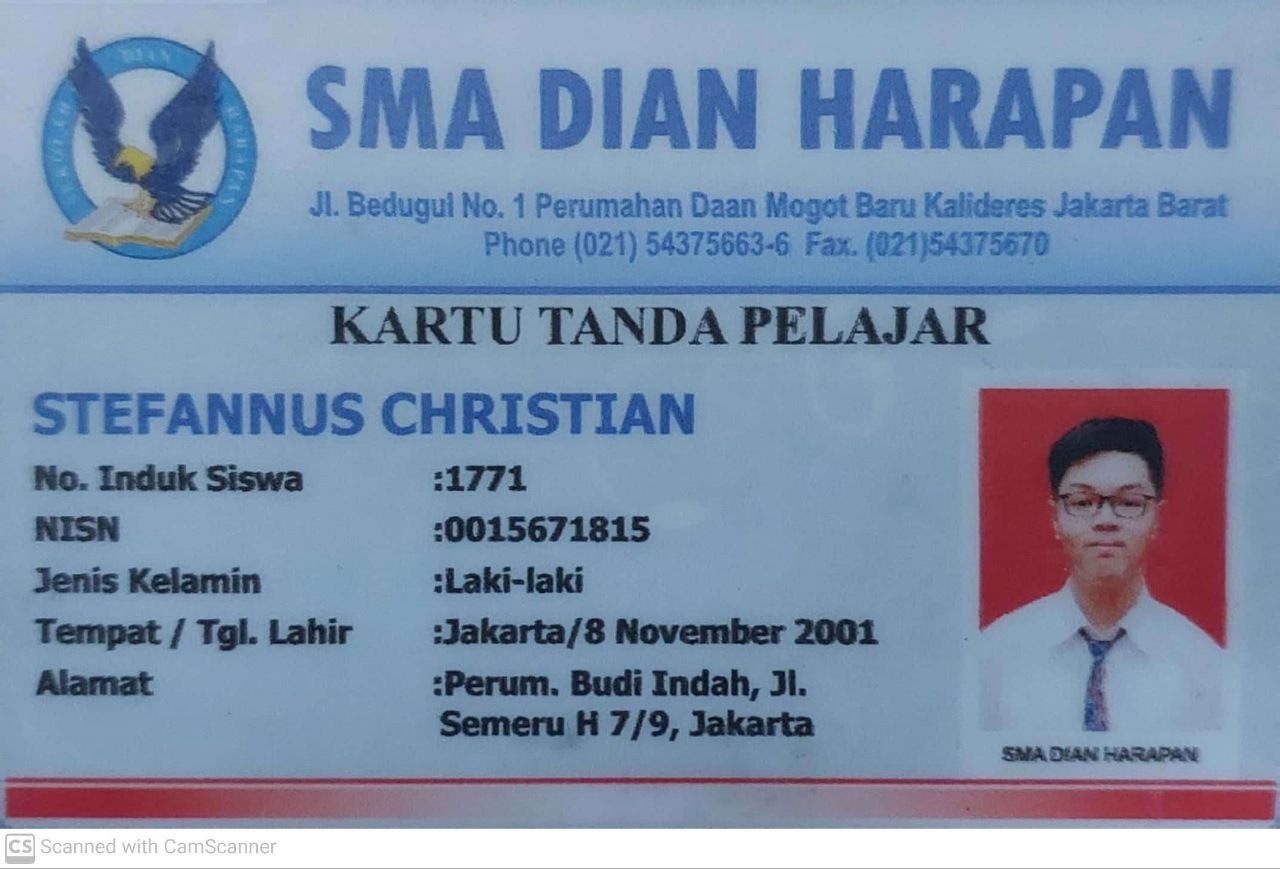 SEKOLAH DIAN HARAPAN
SMA DIAN HARAPAN
Jl. Bedugul No. 1 Perumahan Daan Mogot Baru Kalideres Jakarta Barat
Phone (021) 54375663-6 Fax. (021)54375670
KARTU TANDA PELAJAR
STEFANNUS CHRISTIAN
No. Induk Siswa :1771
NISN :0015671815
Jenis Kelamin :Laki-laki
Tempat / Tgl. Lahir :Jakarta/8 November 2001
Alamat :Perum. Budi Indah, Jl.
Semeru H 7/9, Jakarta
SMA DIAN HARAPAN
CS Scanned with CamScanner